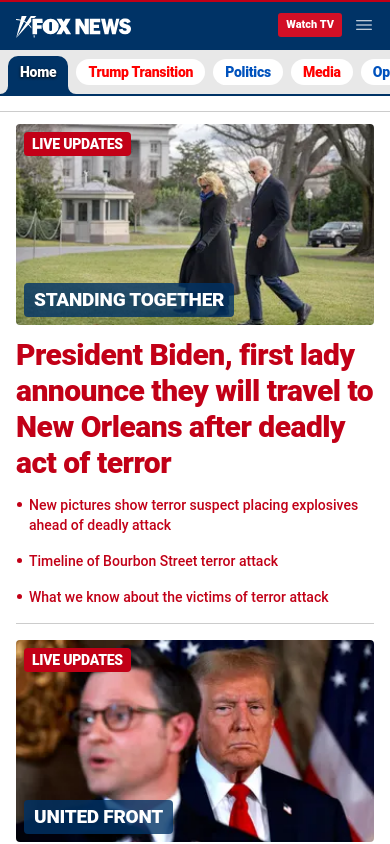 FOX NEWS
Watch TV
Home
Trump Transition
Politics
Media
Op
LIVE UPDATES
STANDING TOGETHER
President Biden, first lady
announce they will travel to
New Orleans after deadly
act of terror
• New pictures show terror suspect placing explosives
ahead of deadly attack
• Timeline of Bourbon Street terror attack
• What we know about the victims of terror attack
LIVE UPDATES
UNITED FRONT